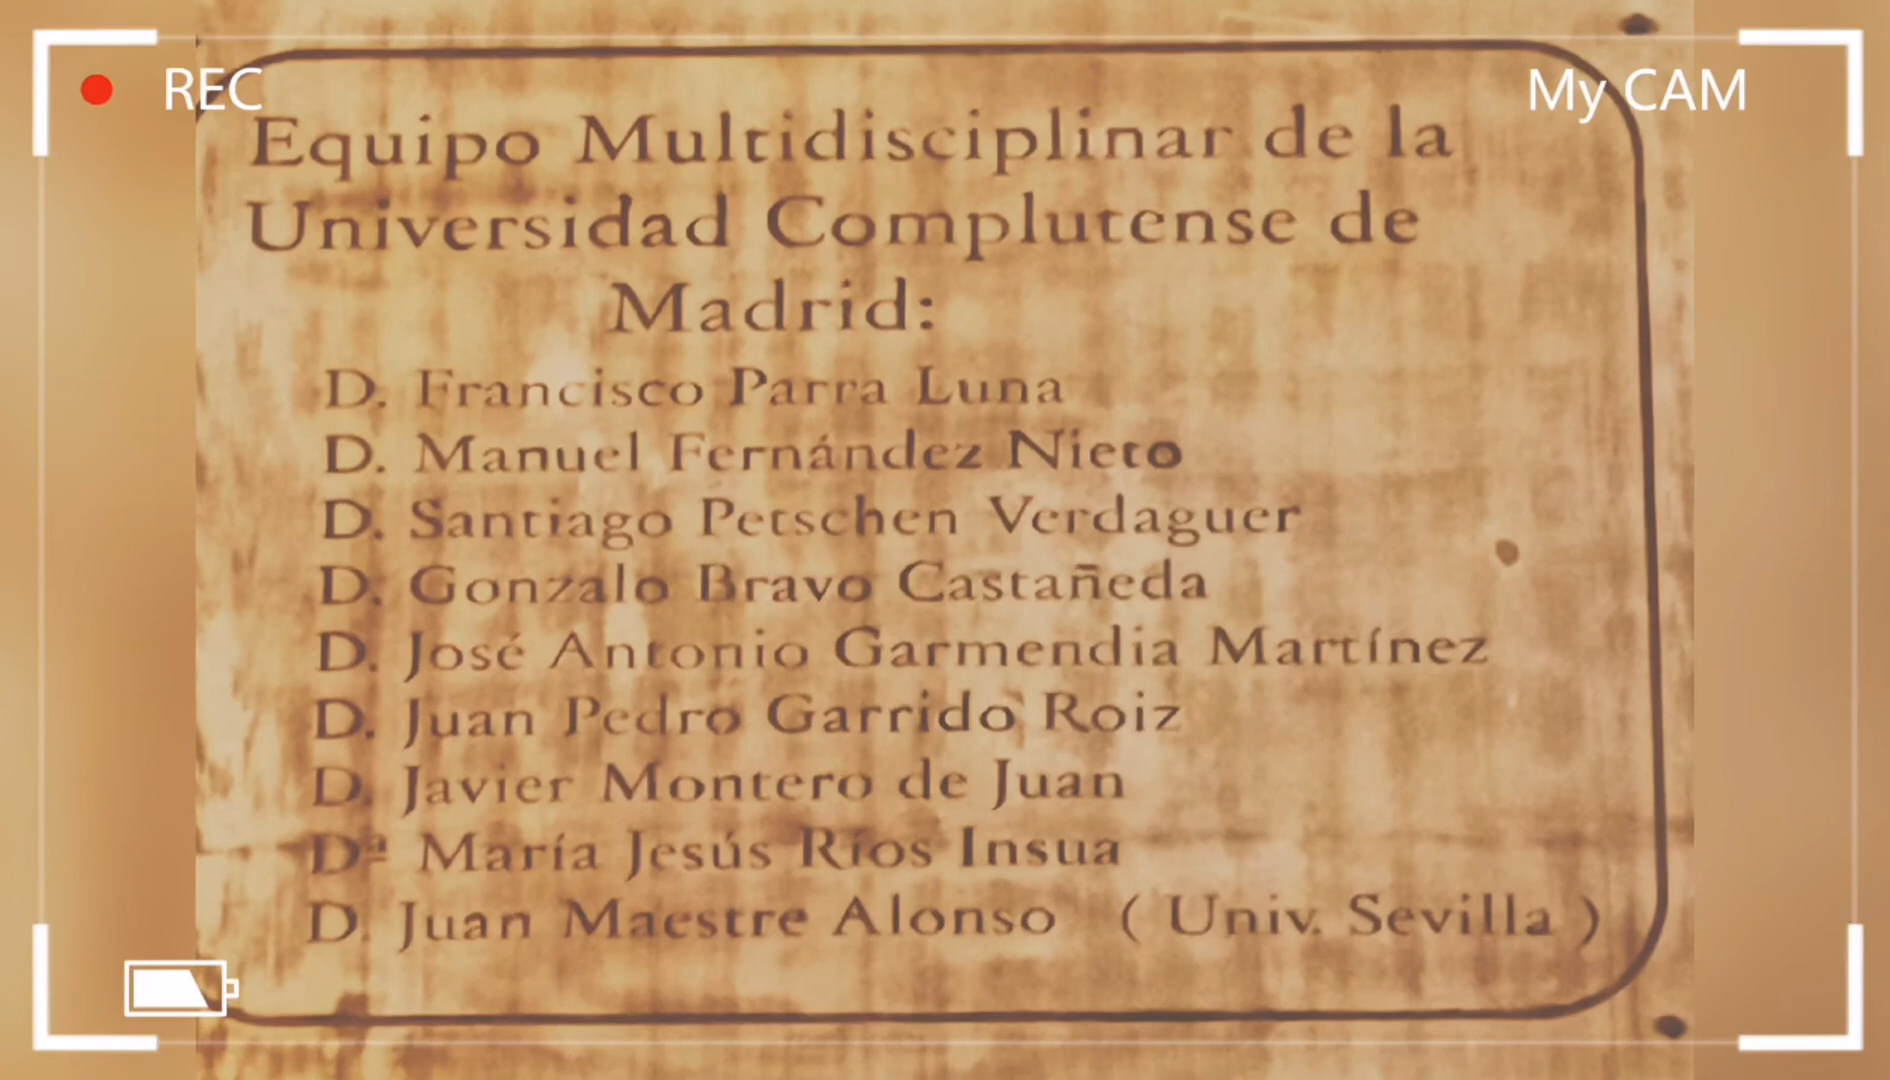 REC
My CAM
Equipo Multidisciplinar de la
Universidad Complutense de
Madrid:
D. Francisco Parra Luna
D. Manuel Fernández Nieto
D. Santiago Petschen Verdaguer
D. Gonzalo Bravo Castañeda
D. José Antonio Garmendia Martínez
D. Juan Pedro Garrido Roiz
D. Javier Montero de Juan
Dª María Jesús Ríos Insua
D. Juan Maestre Alonso ( Univ. Sevilla )